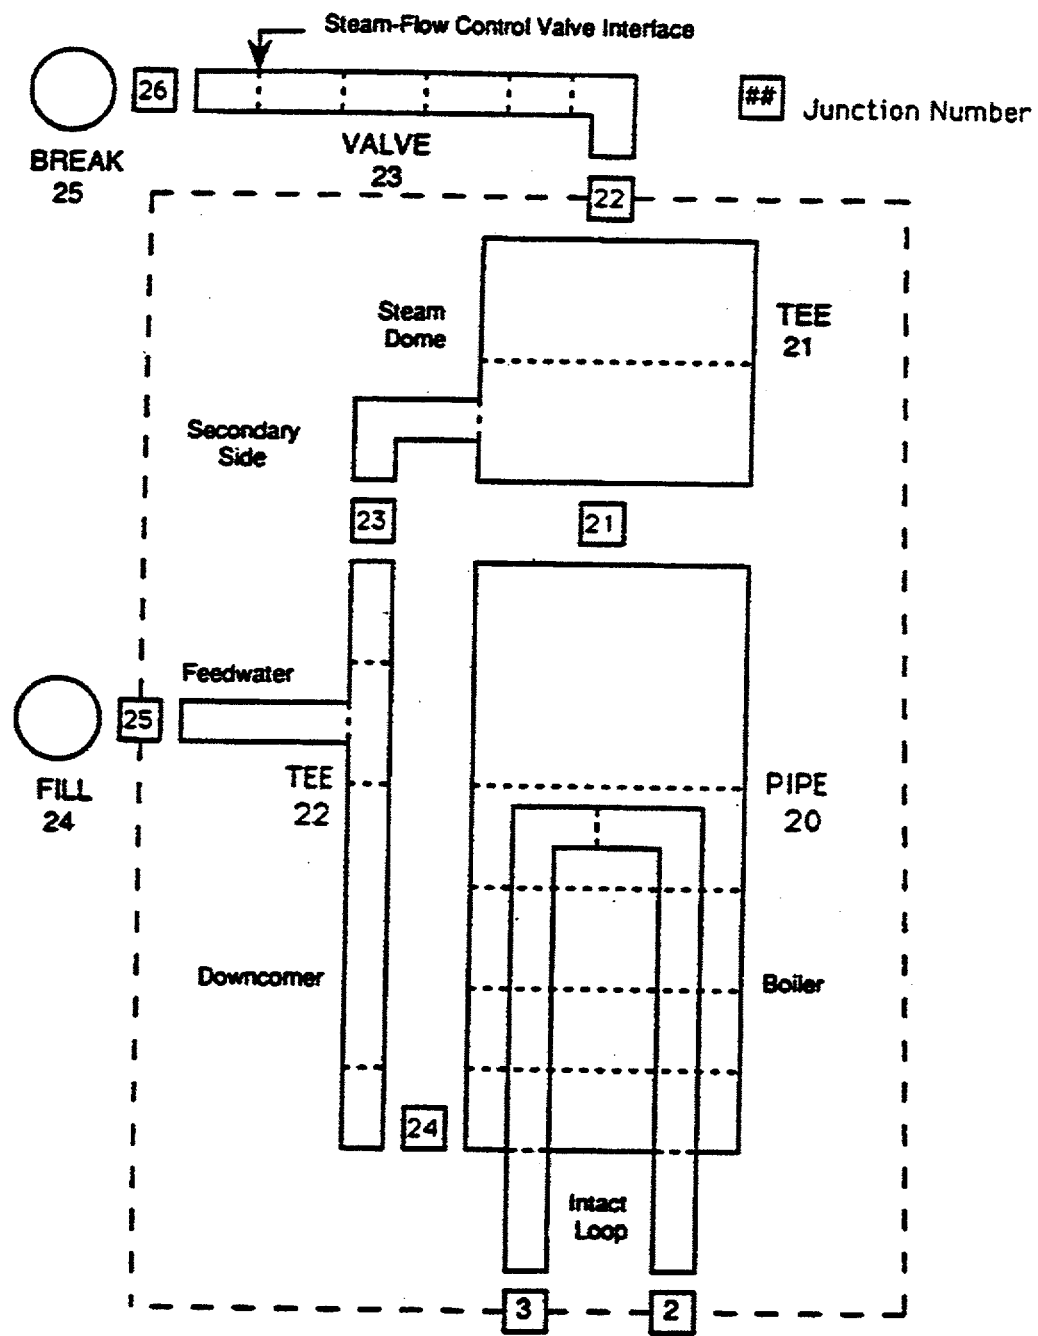 Steam-Flow Control Valve Interface
26
## Junction Number
BREAK
25
VALVE
23
22
Steam
Dome
TEE
21
Secondary
Side
23
21
Feedwater
25
FILL
24
TEE
22
PIPE
20
Downcomer
Boiler
24
Intact
Loop
3
2